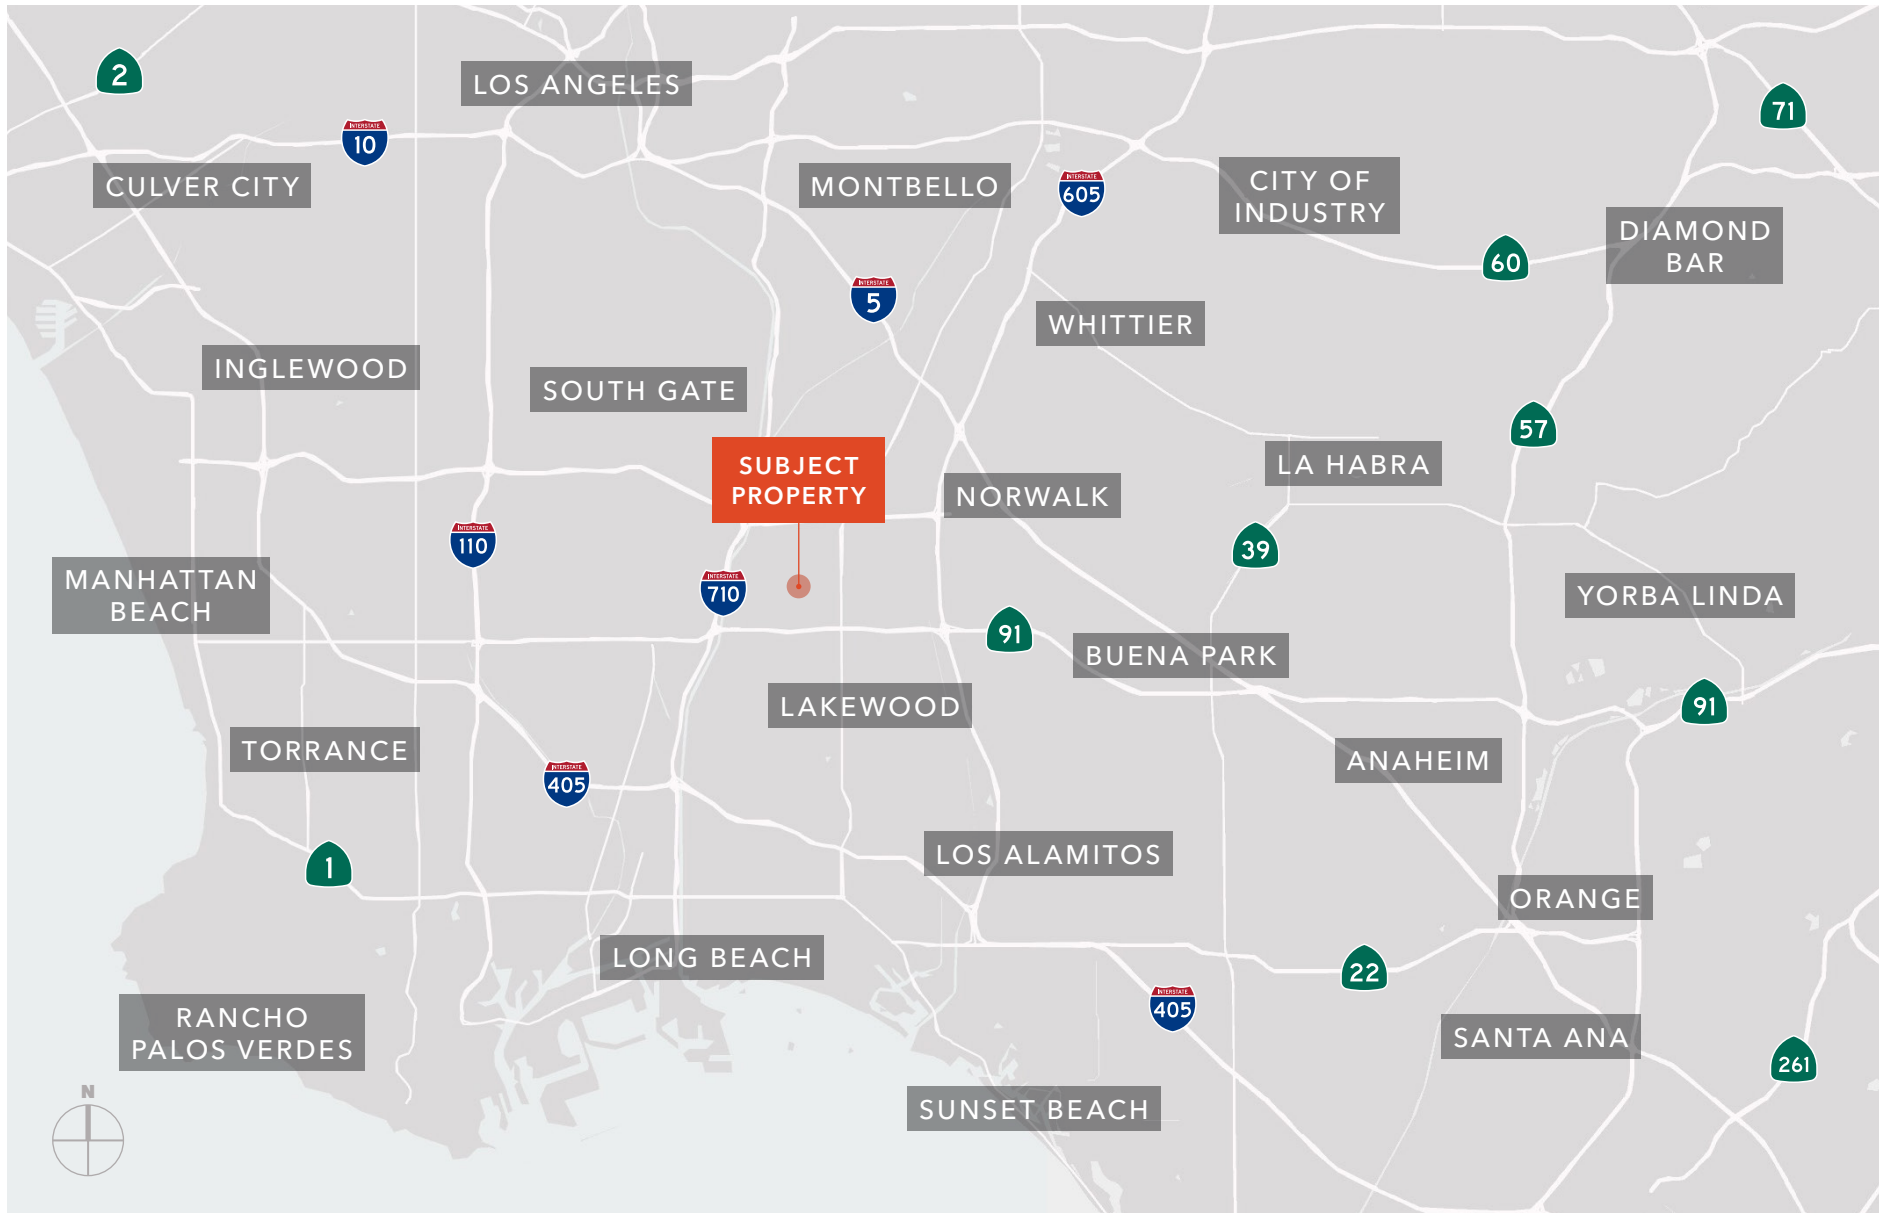 2
LOS ANGELES
71
INTERSTATE
10
CULVER CITY
MONTBELLO
INTERSTATE
605
CITY OF
INDUSTRY
DIAMOND
BAR
60
INTERSTATE
5
WHITTIER
INGLEWOOD
SOUTH GATE
57
SUBJECT
PROPERTY
LA HABRA
NORWALK
INTERSTATE
110
39
MANHATTAN
BEACH
INTERSTATE
710
YORBA LINDA
91
BUENA PARK
LAKEWOOD
91
TORRANCE
ANAHEIM
INTERSTATE
405
LOS ALAMITOS
1
ORANGE
LONG BEACH
22
INTERSTATE
405
RANCHO
PALOS VERDES
SANTA ANA
261
N
SUNSET BEACH